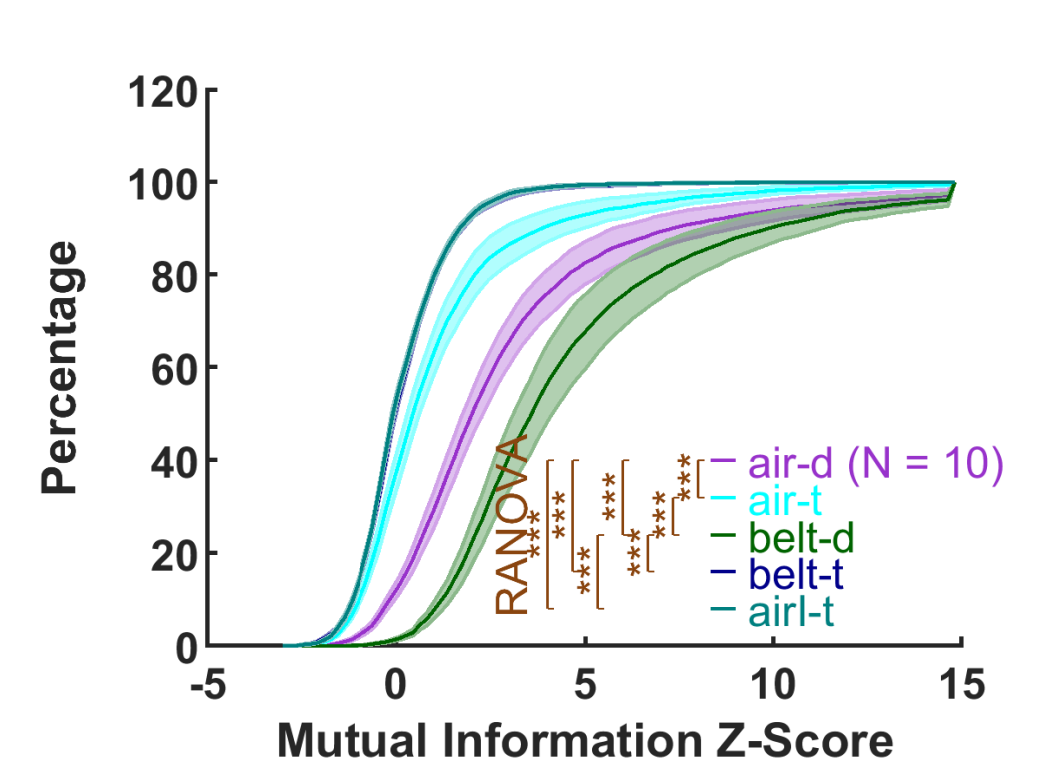 120
100
80
60
40
20
0
-5
0
5
10
15
Percentage
Mutual Information Z-Score
RANOVA
***
***
***
***
***
***
***
air-d (N = 10)
air-t
belt-d
belt-t
airI-t